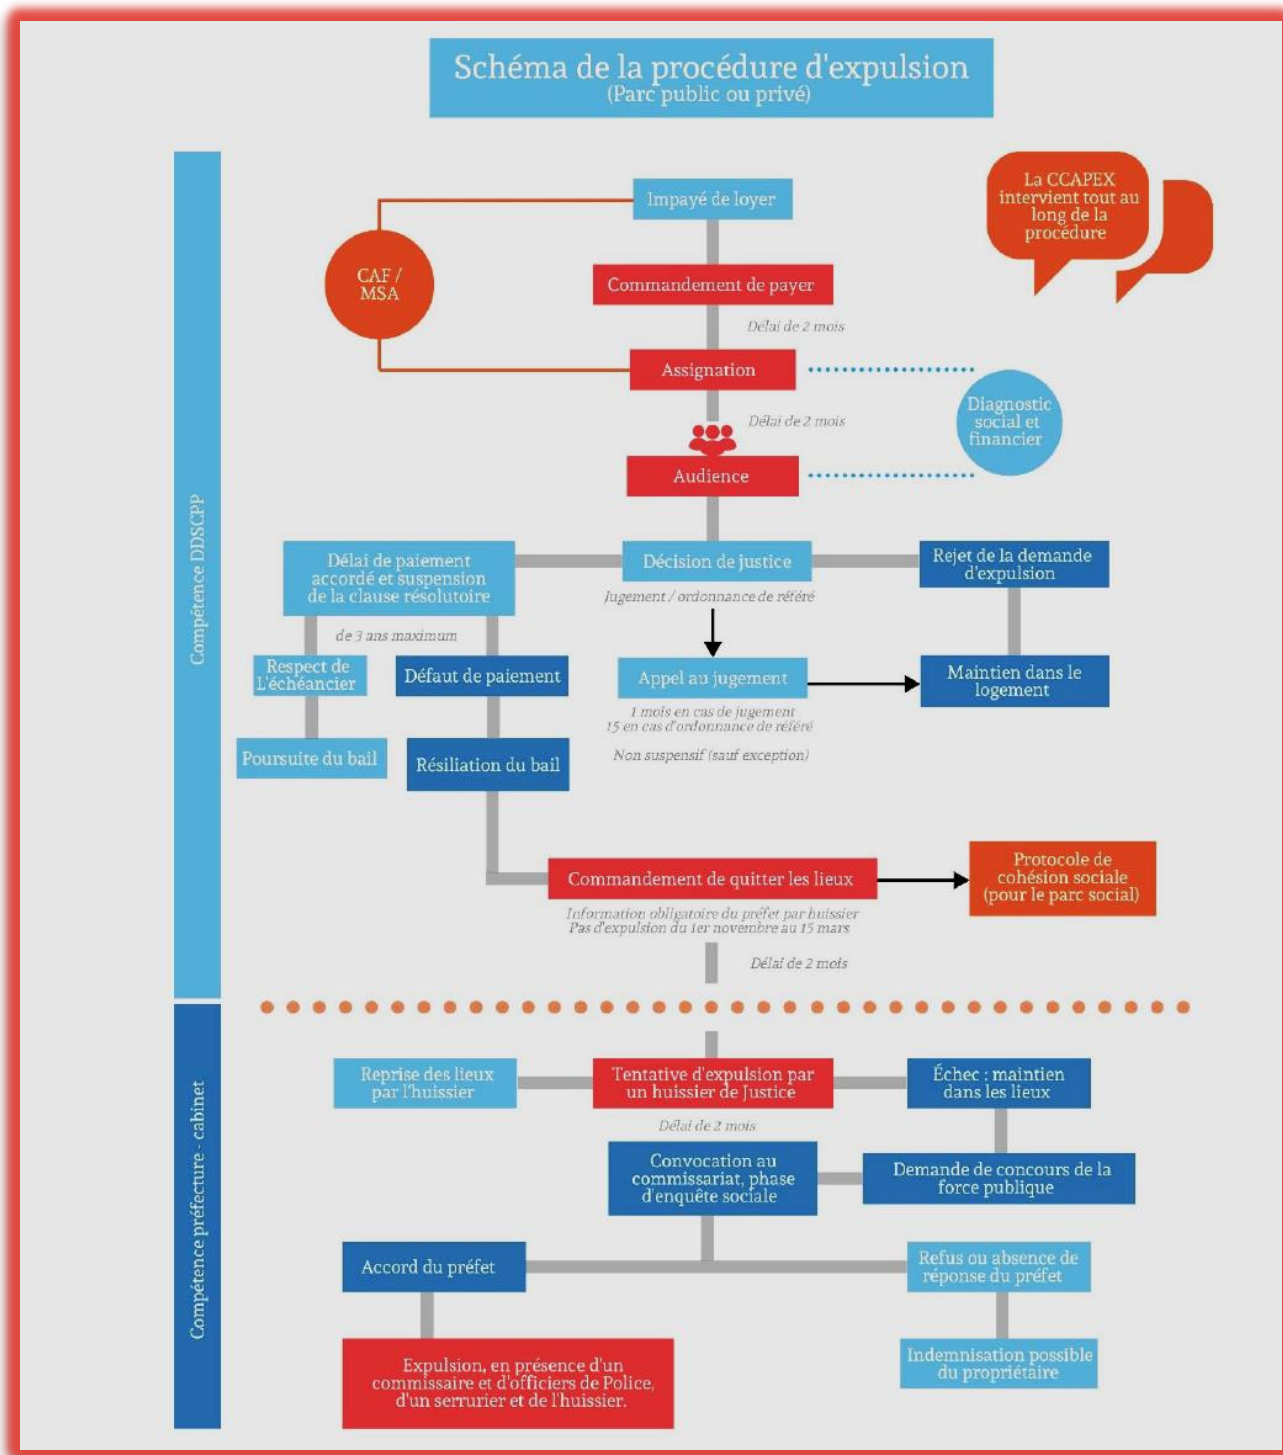 Schéma de la procédure d'expulsion
(Parc public ou privé)
La CCAPEX
intervient tout au
long de la
procédure
Impayé de loyer
CAF /
MSA
Commandement de payer
Délai de 2 mois
Assignation
Délai de 2 mois
Diagnostic
social et
financier
Audience
Compétence DDSCPP
Délai de paiement
accordé et suspension
de la clause résolutoire
Décision de justice
Rejet de la demande
d'expulsion
Jugement / ordonnance de référé
de 3 ans maximum
Respect de
L'échéancier
Défaut de paiement
Appel au jugement
Maintien dans le
logement
1 mois en cas de jugement
15 en cas d'ordonnance de référé
Non suspensif (sauf exception)
Poursuite du bail
Résiliation du bail
Commandement de quitter les lieux
Protocole de
cohésion sociale
(pour le parc social)
Information obligatoire du préfet par huissier
Pas d'expulsion du 1er novembre au 15 mars
Délai de 2 mois
Compétence préfecture - cabinet
Reprise des lieux
par l'huissier
Tentative d'expulsion par
un huissier de Justice
Échec : maintien
dans les lieux
Délai de 2 mois
Convocation au
commissariat, phase
d'enquête sociale
Demande de concours de la
force publique
Accord du préfet
Refus ou absence de
réponse du préfet
Expulsion, en présence d'un
commissaire et d'officiers de Police,
d'un serrurier et de l'huissier.
Indemnisation possible
du propriétaire